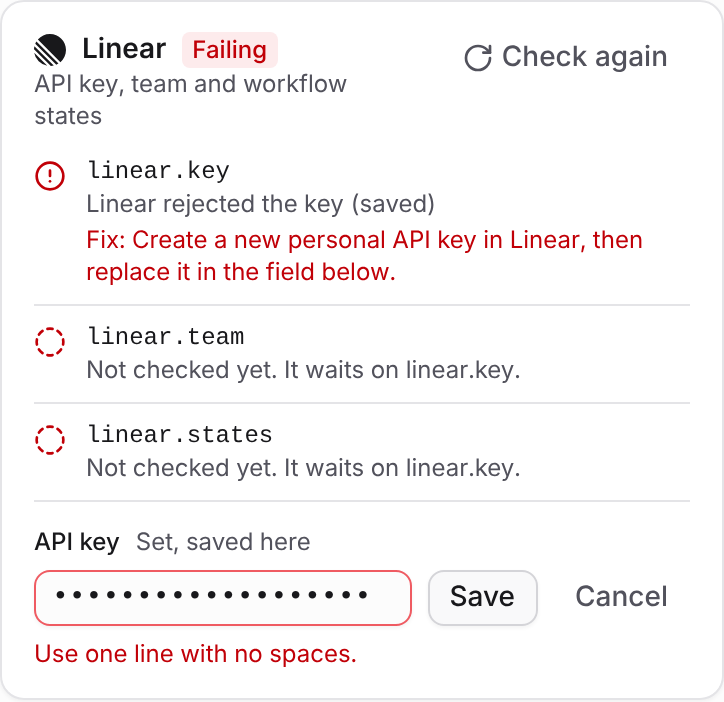 Linear Failing
Check again
API key, team and workflow
states
linear.key
Linear rejected the key (saved)
Fix: Create a new personal API key in Linear, then
replace it in the field below.
linear.team
Not checked yet. It waits on linear.key.
linear.states
Not checked yet. It waits on linear.key.
API key Set, saved here
••••••••••••••••••• Save Cancel
Use one line with no spaces.